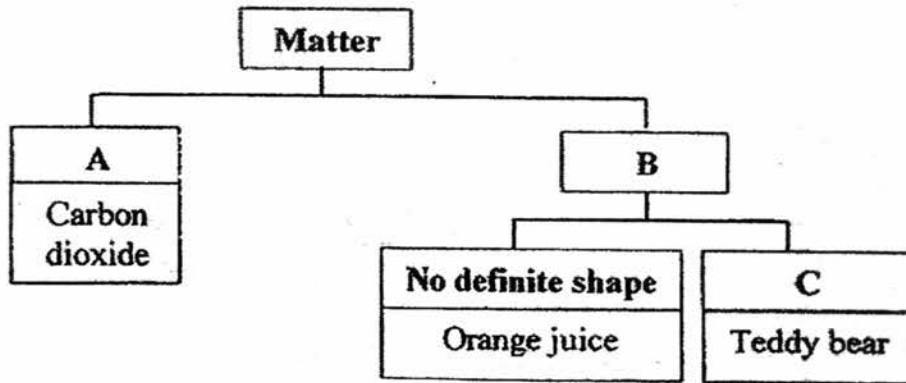 Matter
A
Carbon
dioxide
B
No definite shape
Orange juice
C
Teddy bear